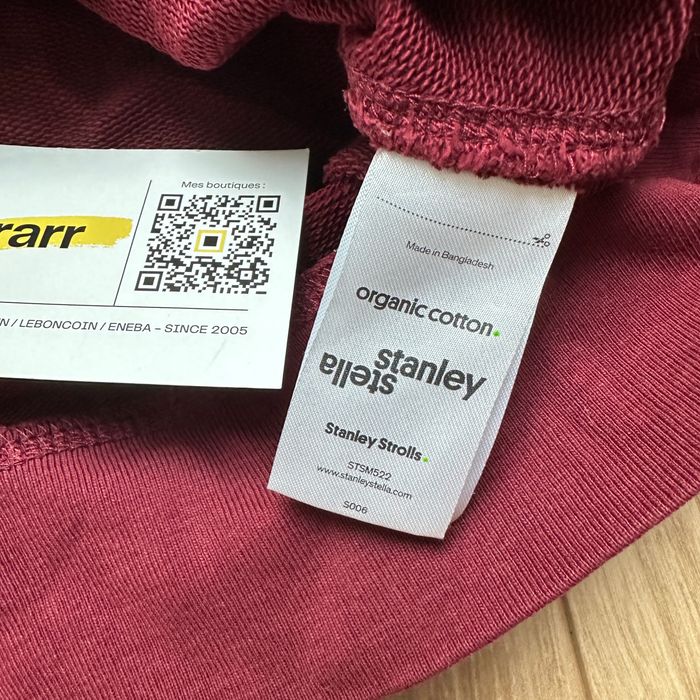 rarr
Mes boutiques :
N / LEBONCOIN / ENEBA – SINCE 2005
Made in Bangladesh
organic cotton.
stanley
stella
Stanley Strolls.
STSM522
www.stanleystella.com
S006